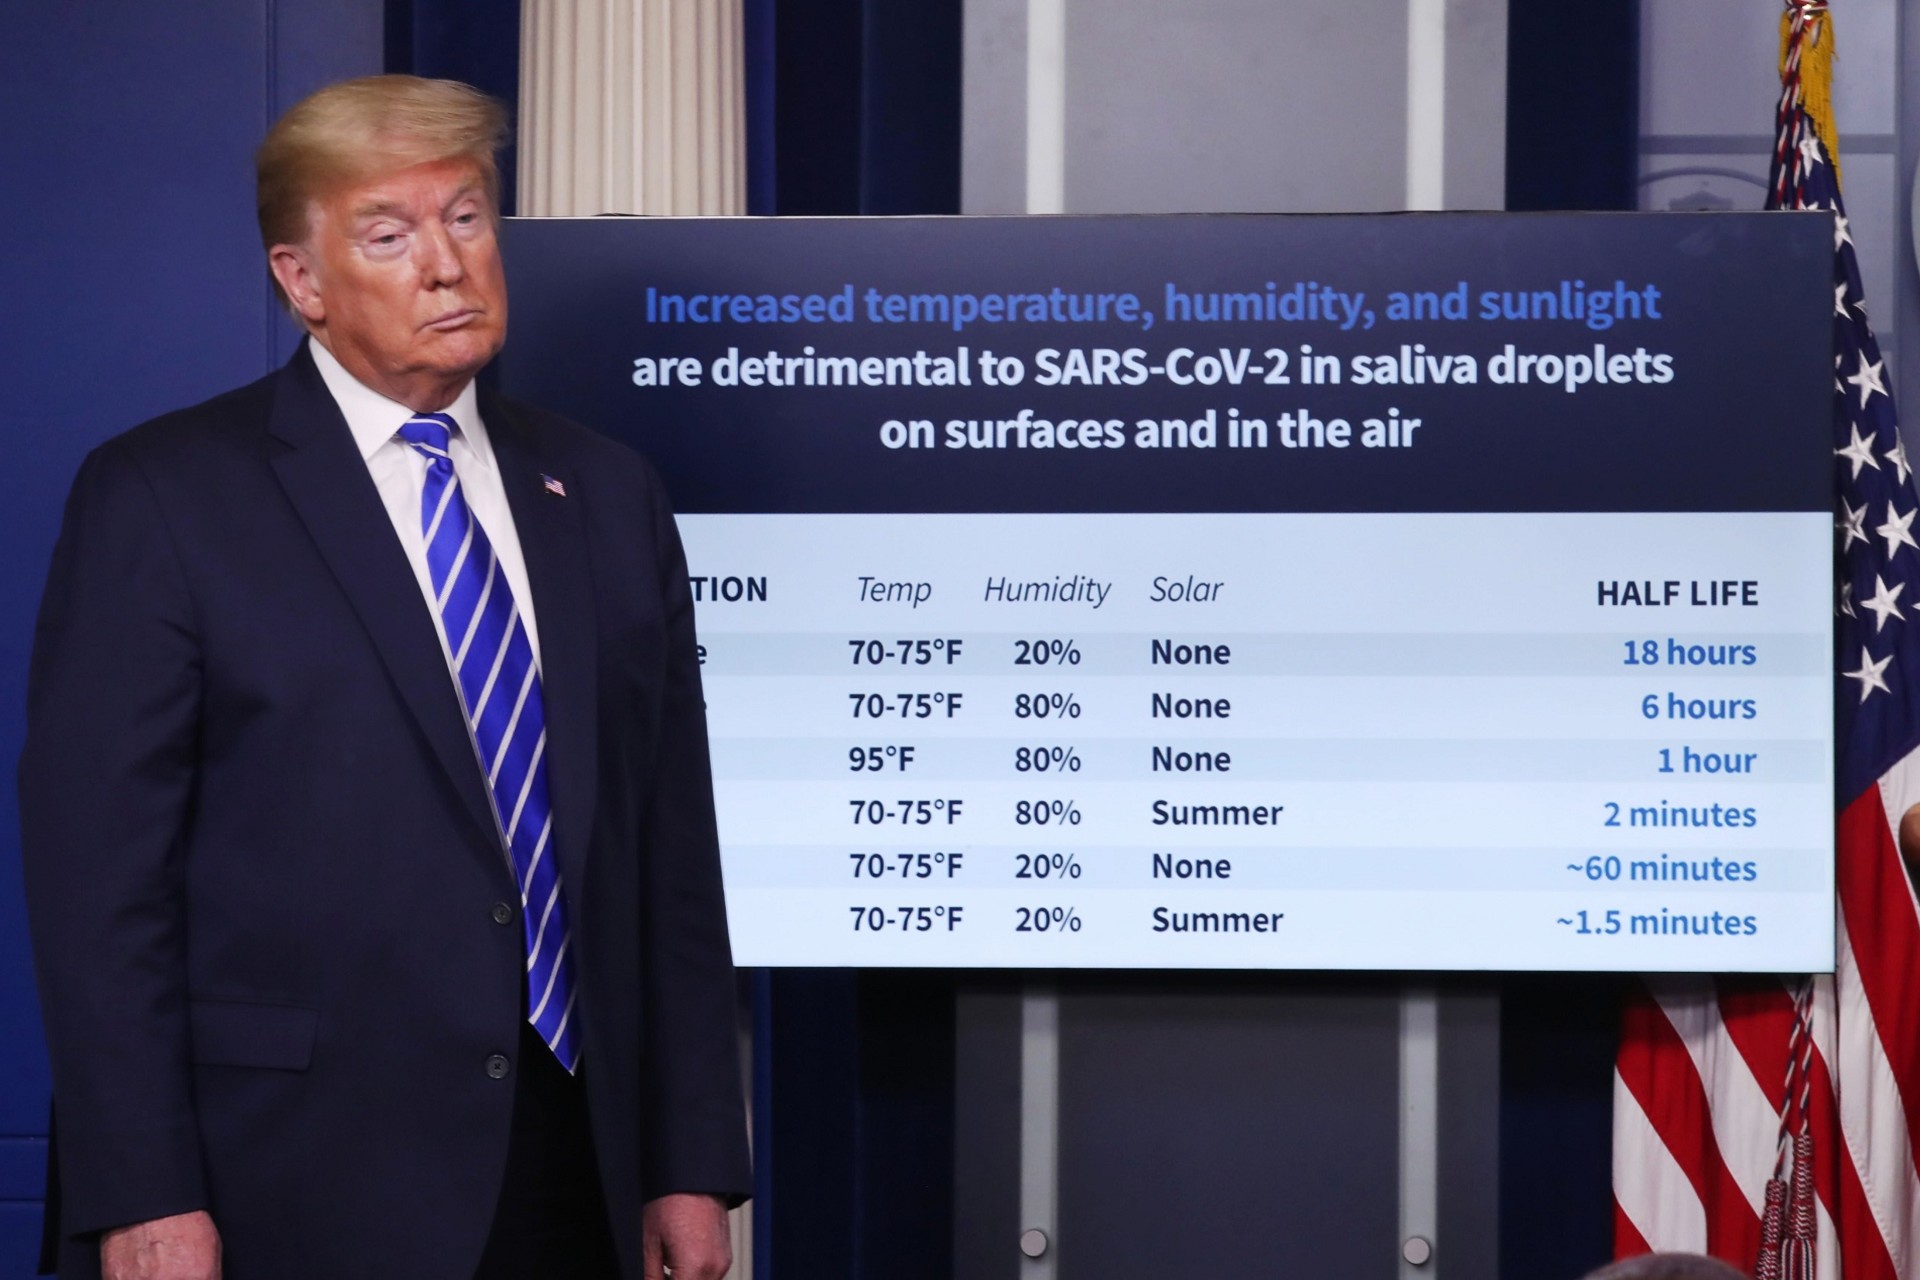 Increased temperature, humidity, and sunlight
are detrimental to SARS-CoV-2 in saliva droplets
on surfaces and in the air
TION Temp Humidity Solar HALF LIFE
e 70-75°F 20% None 18 hours
70-75°F 80% None 6 hours
95°F 80% None 1 hour
70-75°F 80% Summer 2 minutes
70-75°F 20% None ~60 minutes
70-75°F 20% Summer ~1.5 minutes